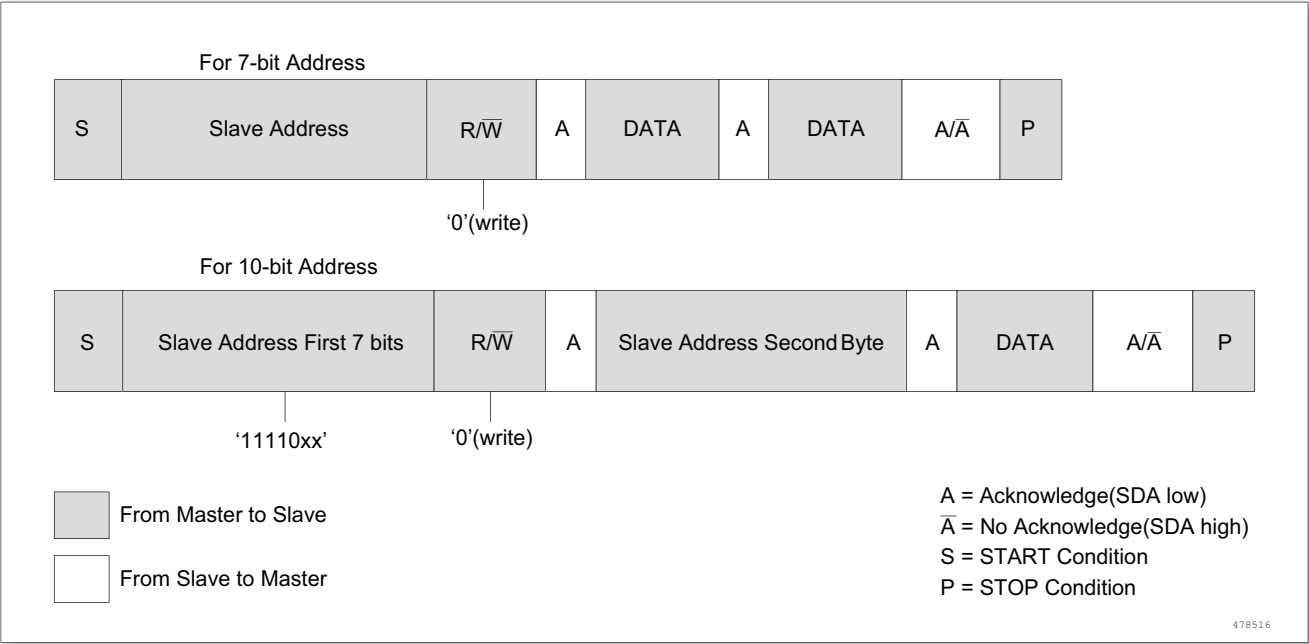 For 7-bit Address
S Slave Address R/W̅ A DATA A DATA A/A̅ P
‘0’(write)
For 10-bit Address
S Slave Address First 7 bits R/W̅ A Slave Address Second Byte A DATA A/A̅ P
‘11110xx’ ‘0’(write)
From Master to Slave
From Slave to Master
A = Acknowledge(SDA low)
A̅ = No Acknowledge(SDA high)
S = START Condition
P = STOP Condition
478516